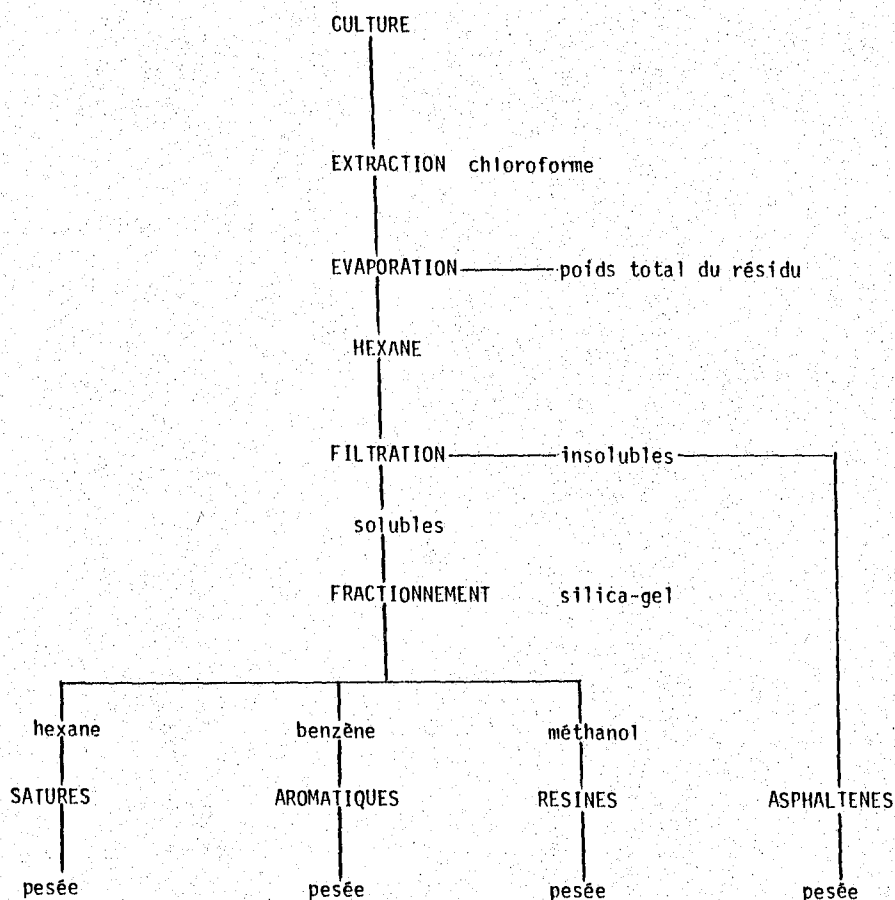 CULTURE
EXTRACTION chloroforme
EVAPORATION poids total du résidu
HEXANE
FILTRATION insolubles
solubles
FRACTIONNEMENT silica-gel
hexane benzène méthanol
SATURES AROMATIQUES RESINES ASPHALTENES
pesée pesée pesée pesée